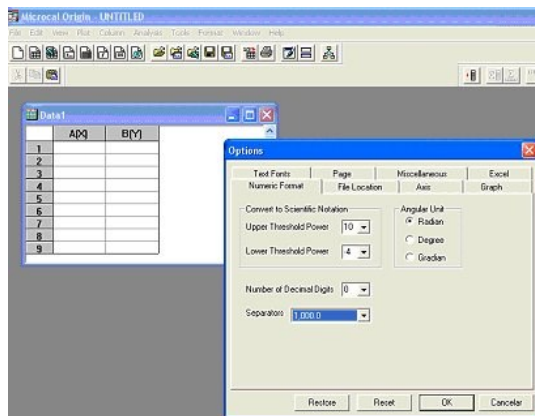 Microcal Origin - UNTITLED
File Edit View Plot Column Analysis Tools Format Window Help
Data1
A[X] B[Y]
1
2
3
4
5
6
7
8
9
Options
Text Fonts Page Miscellaneous Excel
Numeric Format File Location Axis Graph
Convert to Scientific Notation
Upper Threshold Power 10
Lower Threshold Power -4
Angular Unit
Radian
Degree
Gradian
Number of Decimal Digits 0
Separators 1,000.0
Restore Reset OK Cancelar